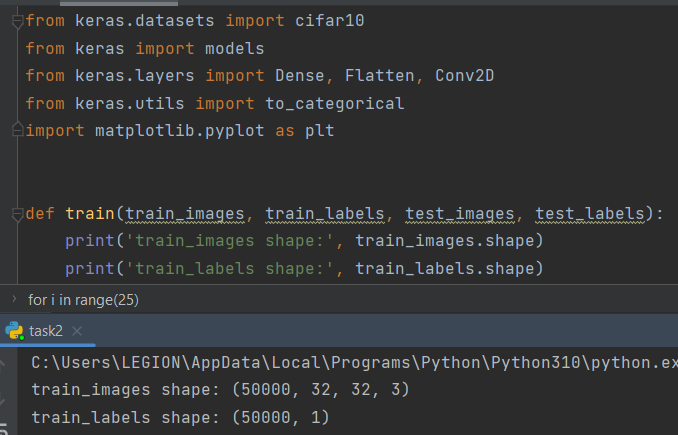 from keras.datasets import cifar10
from keras import models
from keras.layers import Dense, Flatten, Conv2D
from keras.utils import to_categorical
import matplotlib.pyplot as plt
def train(train_images, train_labels, test_images, test_labels):
print('train_images shape:', train_images.shape)
print('train_labels shape:', train_labels.shape)
for i in range(25)
task2
C:\Users\LEGION\AppData\Local\Programs\Python\Python310\python.ex
train_images shape: (50000, 32, 32, 3)
train_labels shape: (50000, 1)